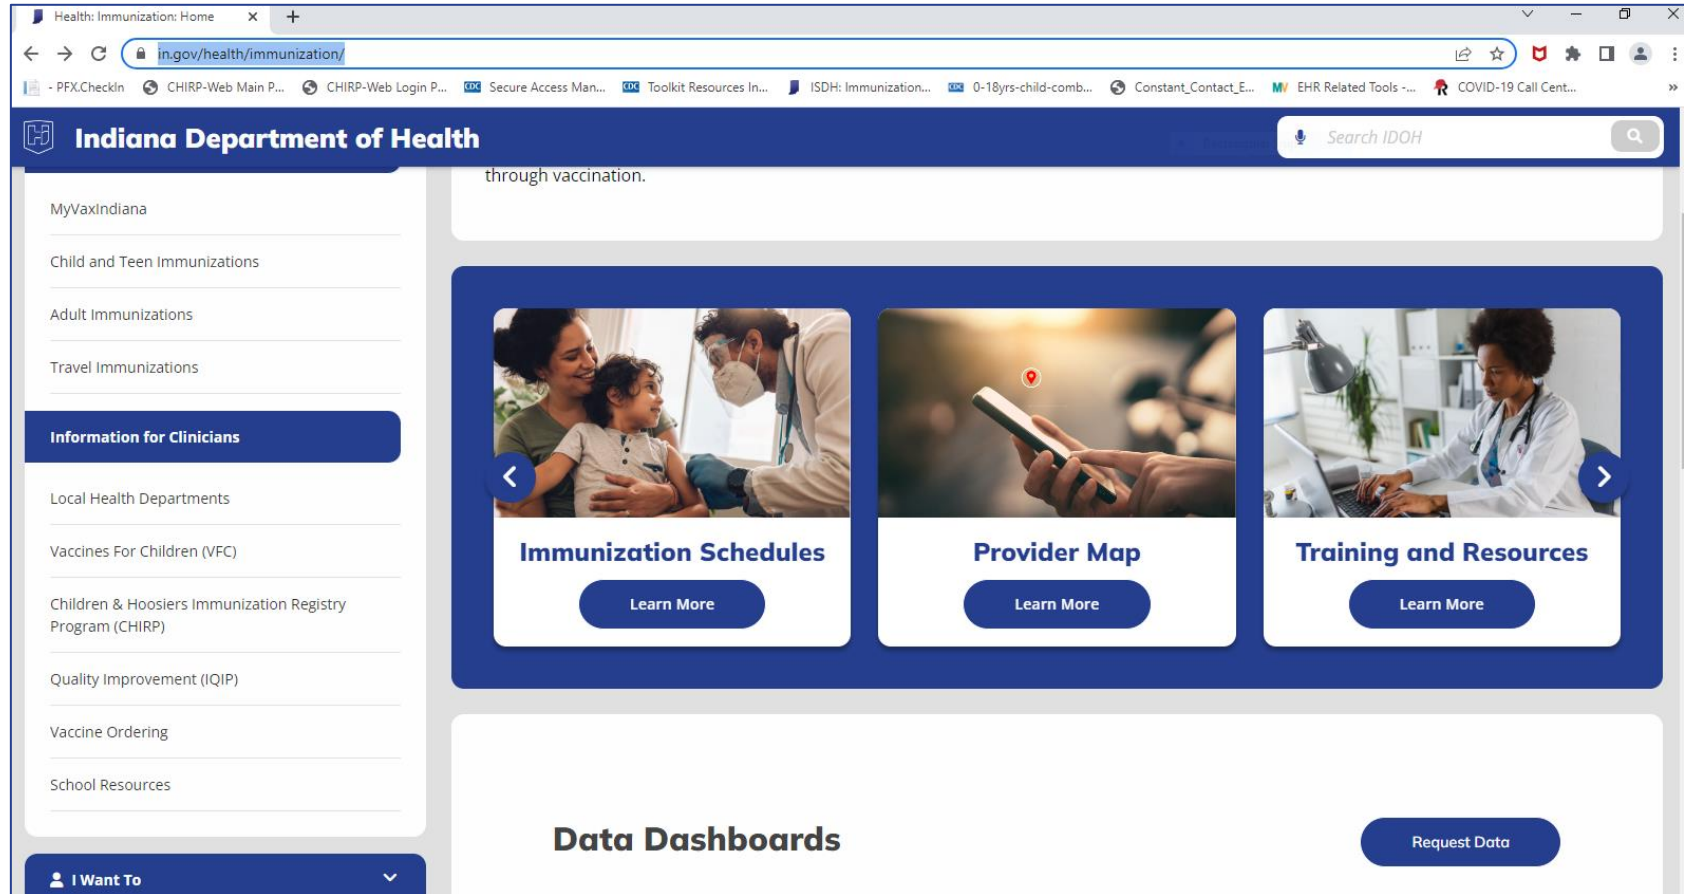 Health: Immunization: Home
in.gov/health/immunization/
- PFX.CheckIn
CHIRP-Web Main P...
CHIRP-Web Login P...
CDC
Secure Access Man...
CDC
Toolkit Resources In...
ISDH: Immunization...
CDC
0-18yrs-child-comb...
Constant_Contact_E...
EHR Related Tools -...
COVID-19 Call Cent...
Indiana Department of Health
Search IDOH
through vaccination.
MyVaxIndiana
Child and Teen Immunizations
Adult Immunizations
Travel Immunizations
Information for Clinicians
Local Health Departments
Vaccines For Children (VFC)
Children & Hoosiers Immunization Registry
Program (CHIRP)
Quality Improvement (IQIP)
Vaccine Ordering
School Resources
I Want To
Immunization Schedules
Learn More
Provider Map
Learn More
Training and Resources
Learn More
Data Dashboards
Request Data